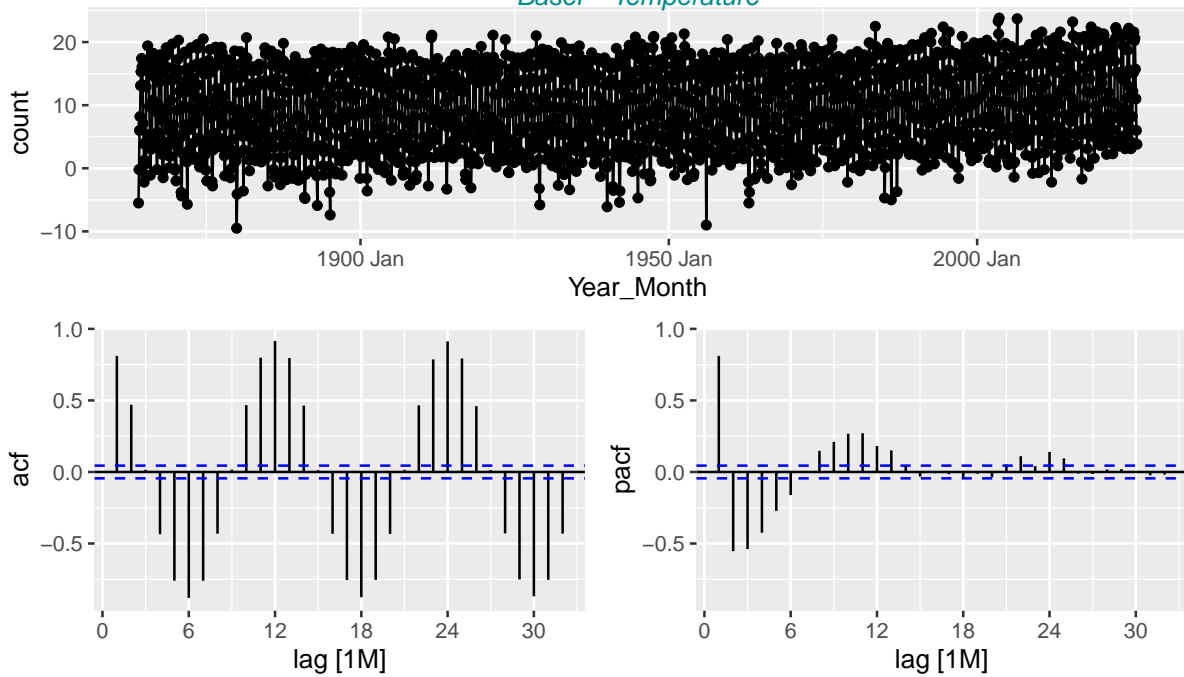 Basel − Temperature
20
10
0
−10
count
1900 Jan
1950 Jan
2000 Jan
Year_Month
1.0
0.5
0.0
−0.5
acf
0
6
12
18
24
30
lag [1M]
1.0
0.5
0.0
−0.5
pacf
0
6
12
18
24
30
lag [1M]